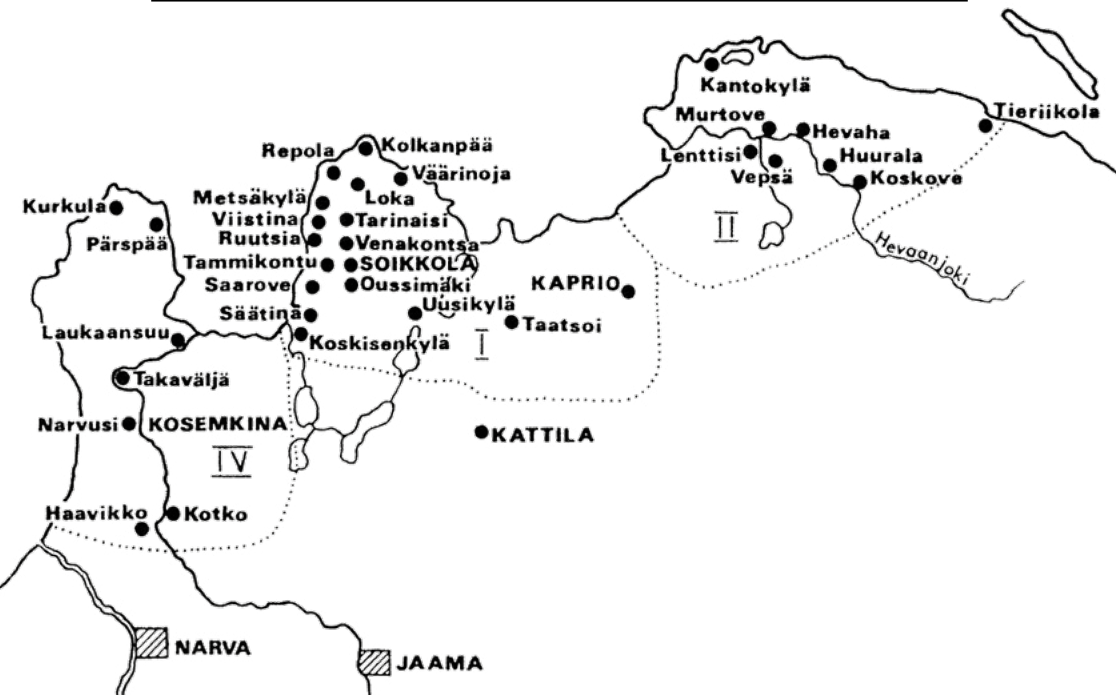 Kantokylä
Tieriikola
Murtove
Hevaha
Kolkanpää
Repola
Lenttisi
Huurala
Vepsä
Koskove
Väärinoja
Metsäkylä
Loka
Kurkula
Viistina
Tarinaisi
Pärspää
Ruutsia
Venakontsa
II
Hevaanjoki
Tammikontu
SOIKKOLA
Saarove
Oussimäki
KAPRIO
Uusikylä
Säätinä
Taatsoi
Laukaansuu
Koskisenkylä
I
Takaväljä
Narvusi
KOSEMKINA
KATTILA
IV
Haavikko
Kotko
NARVA
JAAMA